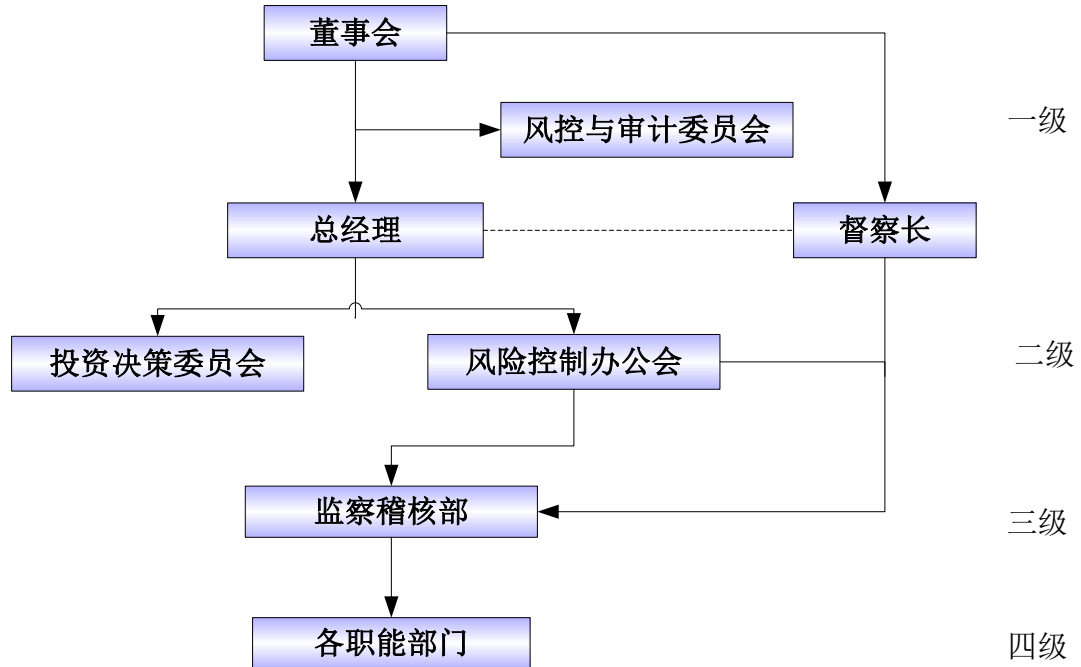 董事会
风控与审计委员会
一级
总经理
督察长
投资决策委员会
风险控制办公会
二级
监察稽核部
三级
各职能部门
四级